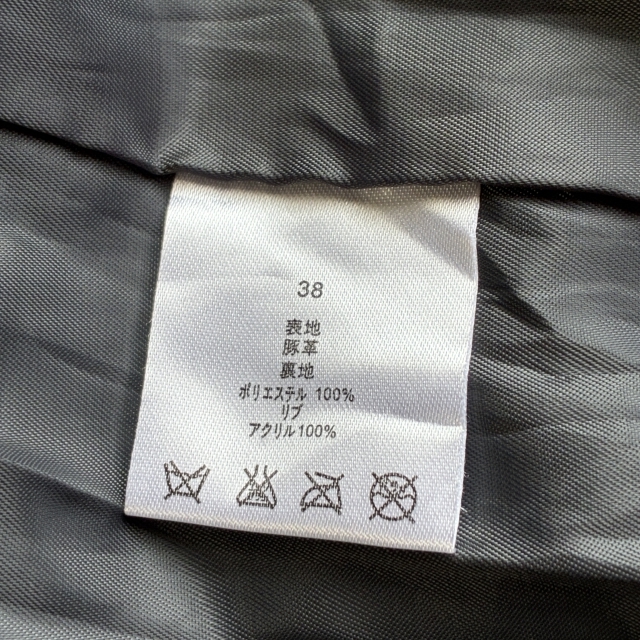 38
表地
豚革
裏地
ポリエステル 100%
リブ
アクリル100%